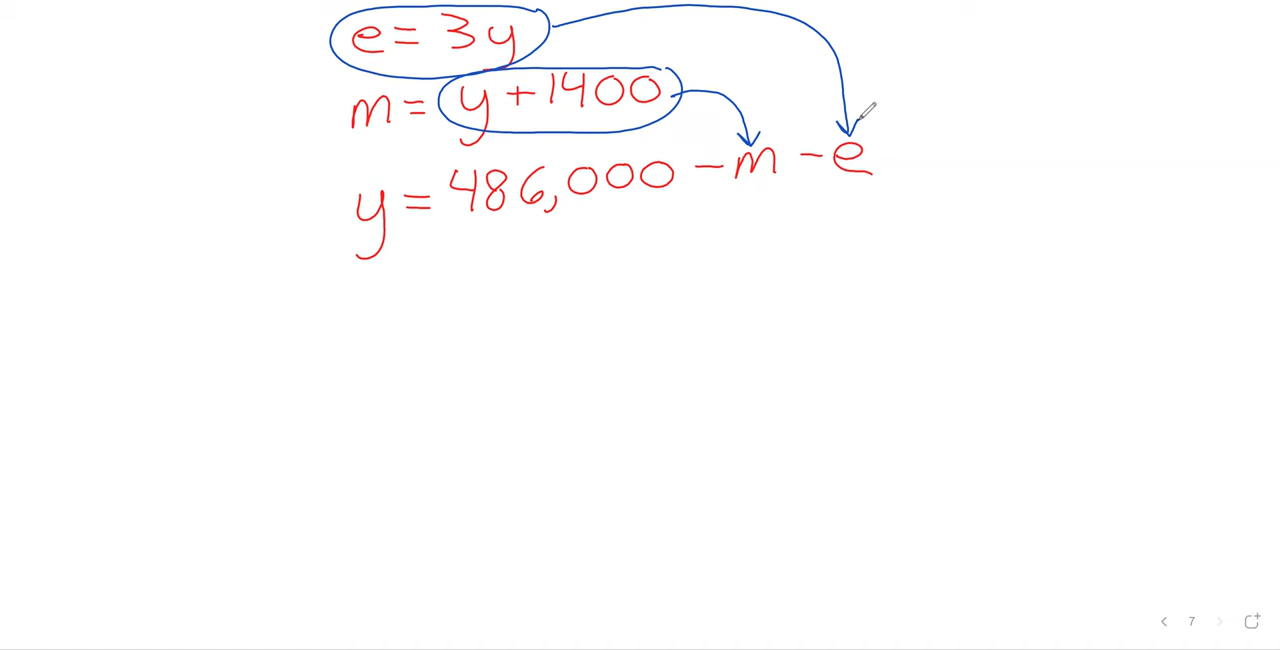 e = 3y
m = y + 1400
y = 486,000 - m - e
7